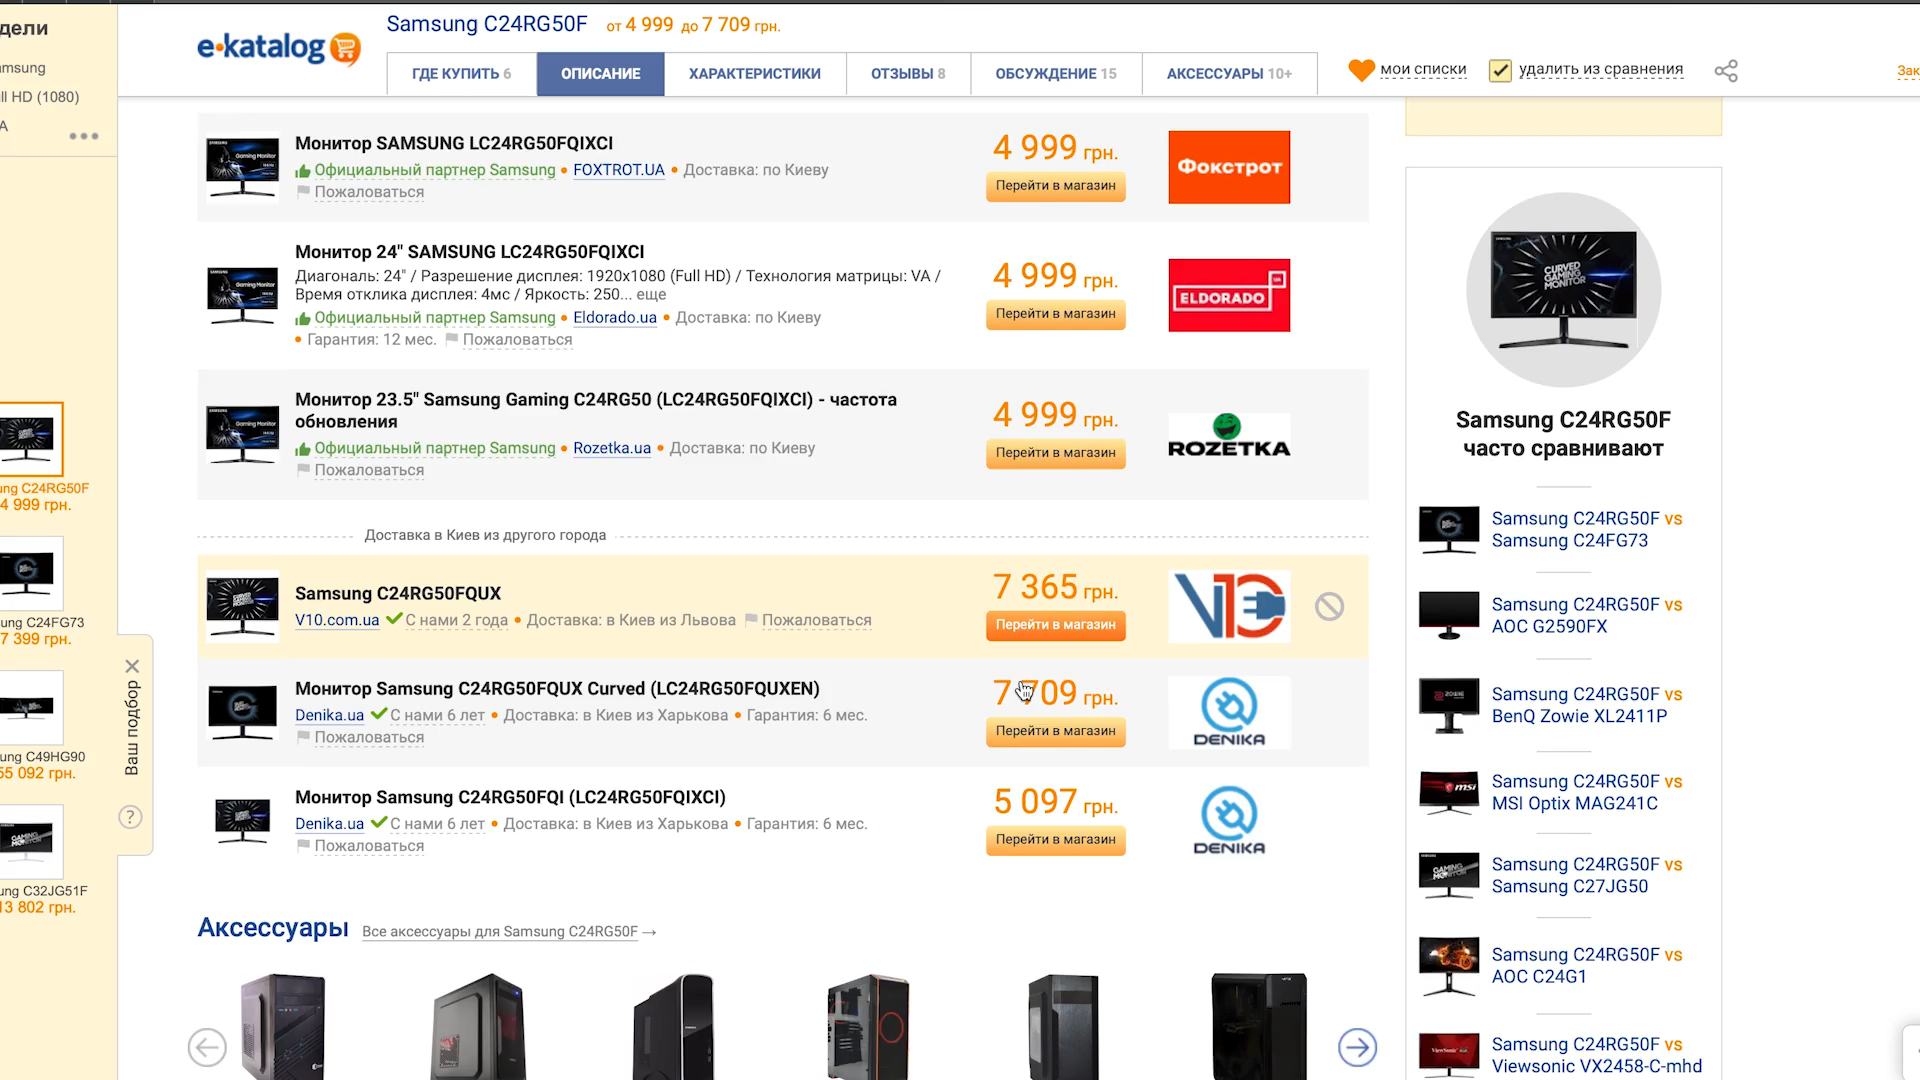 e·katalog
Samsung C24RG50F от 4 999 до 7 709 грн.
ГДЕ КУПИТЬ 6
ОПИСАНИЕ
ХАРАКТЕРИСТИКИ
ОТЗЫВЫ 8
ОБСУЖДЕНИЕ 15
АКСЕССУАРЫ 10+
мои списки
удалить из сравнения
Зак
дели
amsung
ll HD (1080)
A
ung C24RG50F
4 999 грн.
ung C24FG73
7 399 грн.
ung C49HG90
55 092 грн.
ung C32JG51F
13 802 грн.
Ваш подбор
?
Монитор SAMSUNG LC24RG50FQIXCI
Официальный партнер Samsung • FOXTROT.UA • Доставка: по Киеву
Пожаловаться
4 999 грн.
Перейти в магазин
Фокстрот
Монитор 24" SAMSUNG LC24RG50FQIXCI
Диагональ: 24" / Разрешение дисплея: 1920x1080 (Full HD) / Технология матрицы: VA /
Время отклика дисплея: 4мс / Яркость: 250... еще
Официальный партнер Samsung • Eldorado.ua • Доставка: по Киеву
• Гарантия: 12 мес. Пожаловаться
4 999 грн.
Перейти в магазин
ELDORADO
Монитор 23.5" Samsung Gaming C24RG50 (LC24RG50FQIXCI) - частота
обновления
Официальный партнер Samsung • Rozetka.ua • Доставка: по Киеву
Пожаловаться
4 999 грн.
Перейти в магазин
ROZETKA
Доставка в Киев из другого города
Samsung C24RG50FQUX
V10.com.ua С нами 2 года • Доставка: в Киев из Львова Пожаловаться
7 365 грн.
Перейти в магазин
V10
Монитор Samsung C24RG50FQUX Curved (LC24RG50FQUXEN)
Denika.ua С нами 6 лет • Доставка: в Киев из Харькова • Гарантия: 6 мес.
Пожаловаться
7 709 грн.
Перейти в магазин
DENIKA
Монитор Samsung C24RG50FQI (LC24RG50FQIXCI)
Denika.ua С нами 6 лет • Доставка: в Киев из Харькова • Гарантия: 6 мес.
Пожаловаться
5 097 грн.
Перейти в магазин
DENIKA
Аксессуары Все аксессуары для Samsung C24RG50F →
CURVED
GAMING
MONITOR
Samsung C24RG50F
часто сравнивают
Samsung C24RG50F vs
Samsung C24FG73
Samsung C24RG50F vs
AOC G2590FX
Samsung C24RG50F vs
BenQ Zowie XL2411P
Samsung C24RG50F vs
MSI Optix MAG241C
Samsung C24RG50F vs
Samsung C27JG50
Samsung C24RG50F vs
AOC C24G1
Samsung C24RG50F vs
Viewsonic VX2458-C-mhd